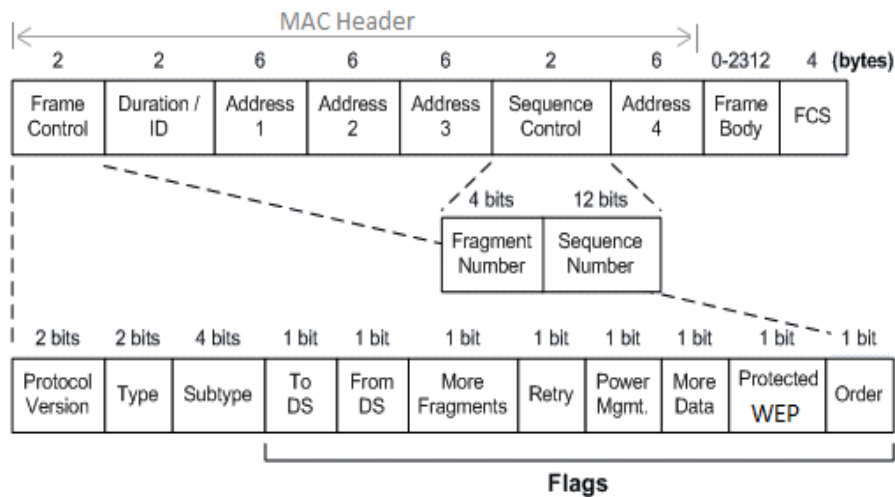 MAC Header
2 2 6 6 6 2 6 0-2312 4 (bytes)
Frame Control
Duration / ID
Address 1
Address 2
Address 3
Sequence Control
Address 4
Frame Body
FCS
4 bits 12 bits
Fragment Number
Sequence Number
2 bits 2 bits 4 bits 1 bit 1 bit 1 bit 1 bit 1 bit 1 bit 1 bit 1 bit
Protocol Version
Type
Subtype
To DS
From DS
More Fragments
Retry
Power Mgmt.
More Data
Protected WEP
Order
Flags